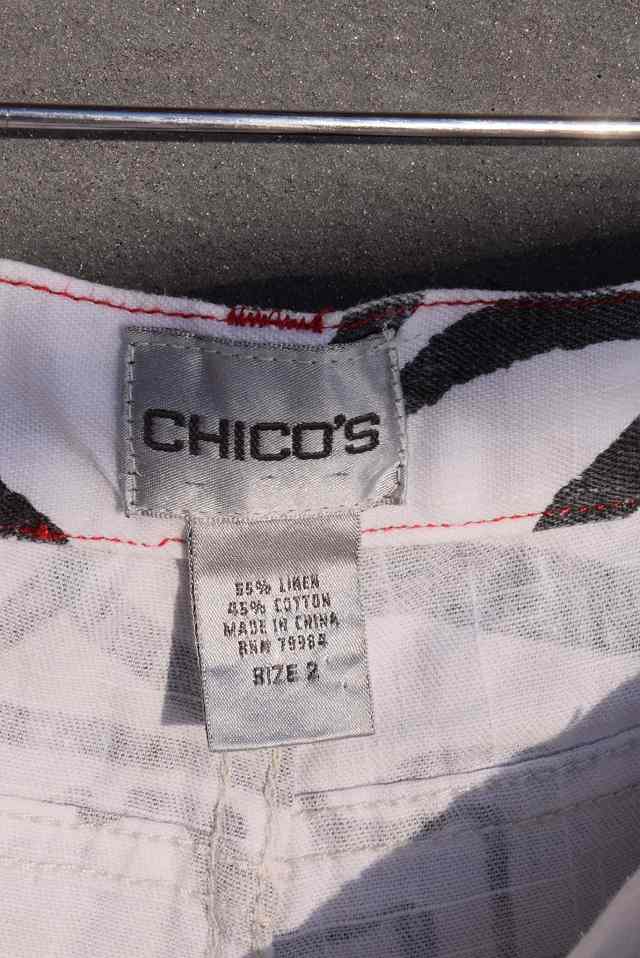 CHICO'S
55% LINEN
45% COTTON
MADE IN CHINA
RN# 79984
SIZE 2